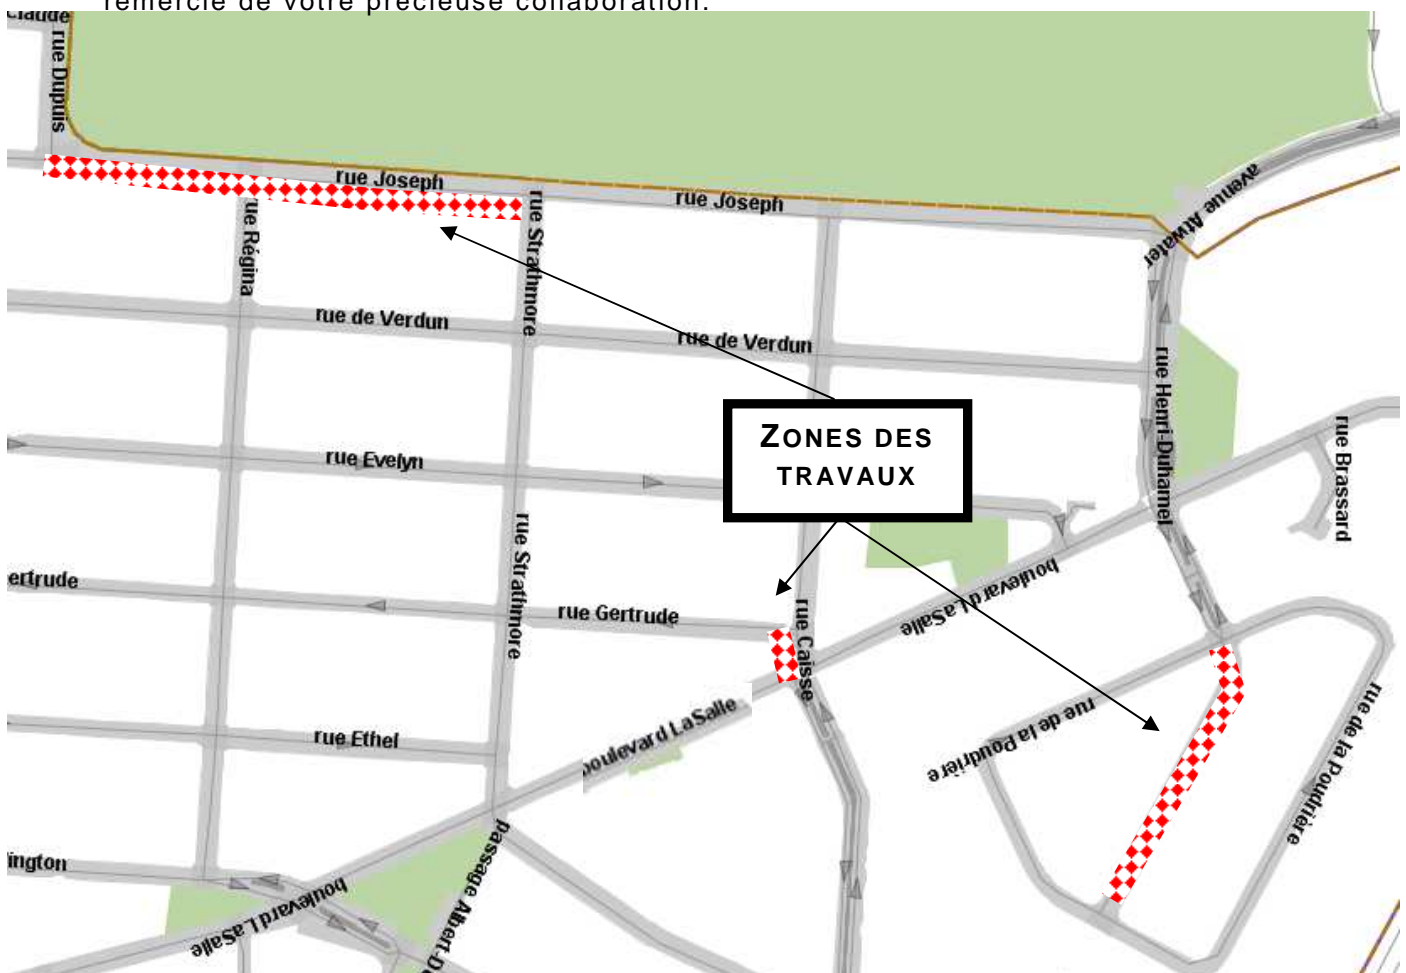 remercie de votre précieuse collaboration.
Claude
rue Dupuis
rue Joseph
rue Joseph
avenue Atwater
rue Régina
rue Strathmore
rue de Verdun
rue de Verdun
rue Henri-Duhamel
ZONES DES
TRAVAUX
rue Brassard
rue Evelyn
rue Strathmore
ertrude
rue Gertrude
rue Caisse
boulevard LaSalle
rue de la Poudrière
rue de la Poudrière
rue Ethel
boulevard LaSalle
ington
boulevard LaSalle
passage Albert-D